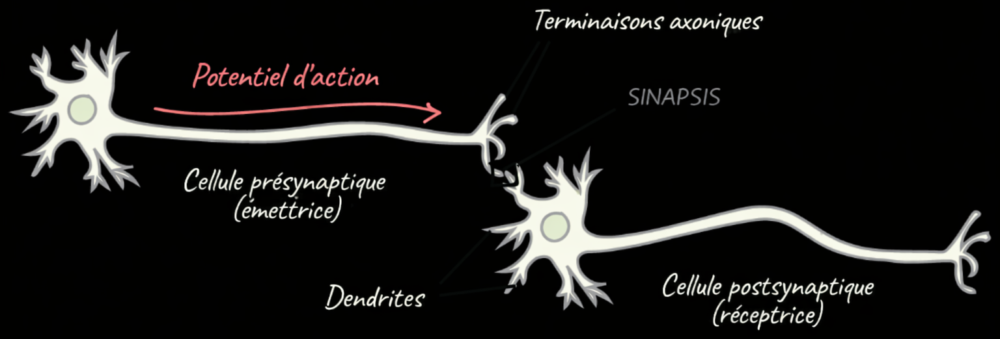 Terminaisons axoniques
Potentiel d'action
SINAPSIS
Cellule présynaptique
(émettrice)
Dendrites
Cellule postsynaptique
(réceptrice)